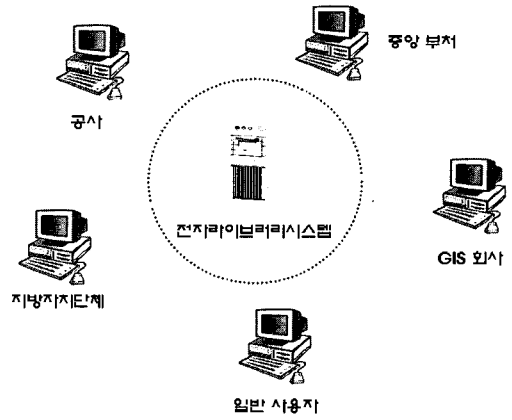 중앙 부처
공사
전자라이브러리시스템
GIS 회사
지방자치단체
일반 사용자